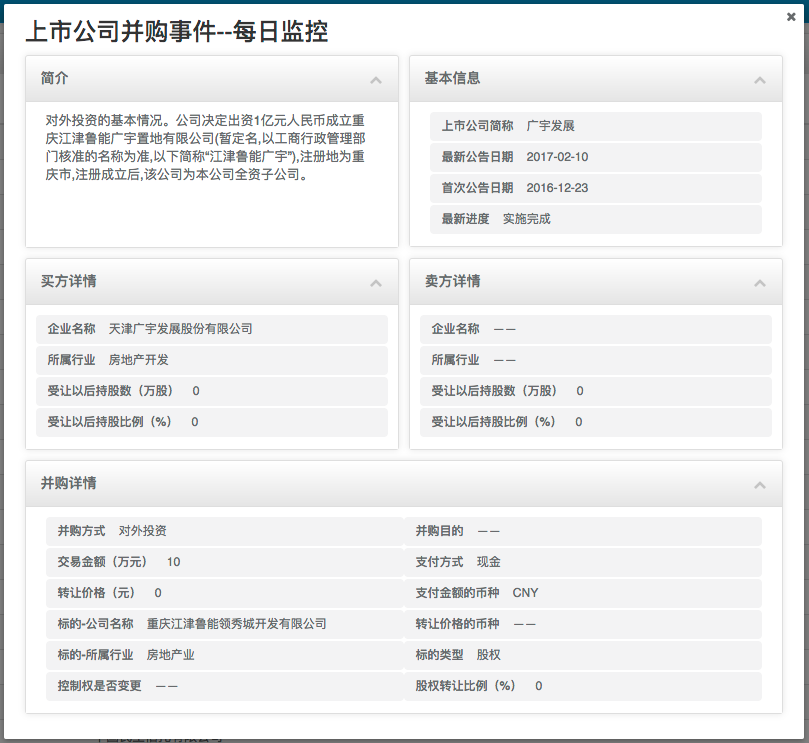 上市公司并购事件--每日监控
简介
对外投资的基本情况。公司决定出资1亿元人民币成立重
庆江津鲁能广宇置地有限公司(暂定名,以工商行政管理部
门核准的名称为准,以下简称“江津鲁能广宇”),注册地为重
庆市,注册成立后,该公司为本公司全资子公司。
基本信息
上市公司简称 广宇发展
最新公告日期 2017-02-10
首次公告日期 2016-12-23
最新进度 实施完成
买方详情
企业名称 天津广宇发展股份有限公司
所属行业 房地产开发
受让以后持股数（万股） 0
受让以后持股比例（%） 0
卖方详情
企业名称 ——
所属行业 ——
受让以后持股数（万股） 0
受让以后持股比例（%） 0
并购详情
并购方式 对外投资 并购目的 ——
交易金额（万元） 10 支付方式 现金
转让价格（元） 0 支付金额的币种 CNY
标的-公司名称 重庆江津鲁能领秀城开发有限公司 转让价格的币种 ——
标的-所属行业 房地产业 标的类型 股权
控制权是否变更 —— 股权转让比例（%） 0